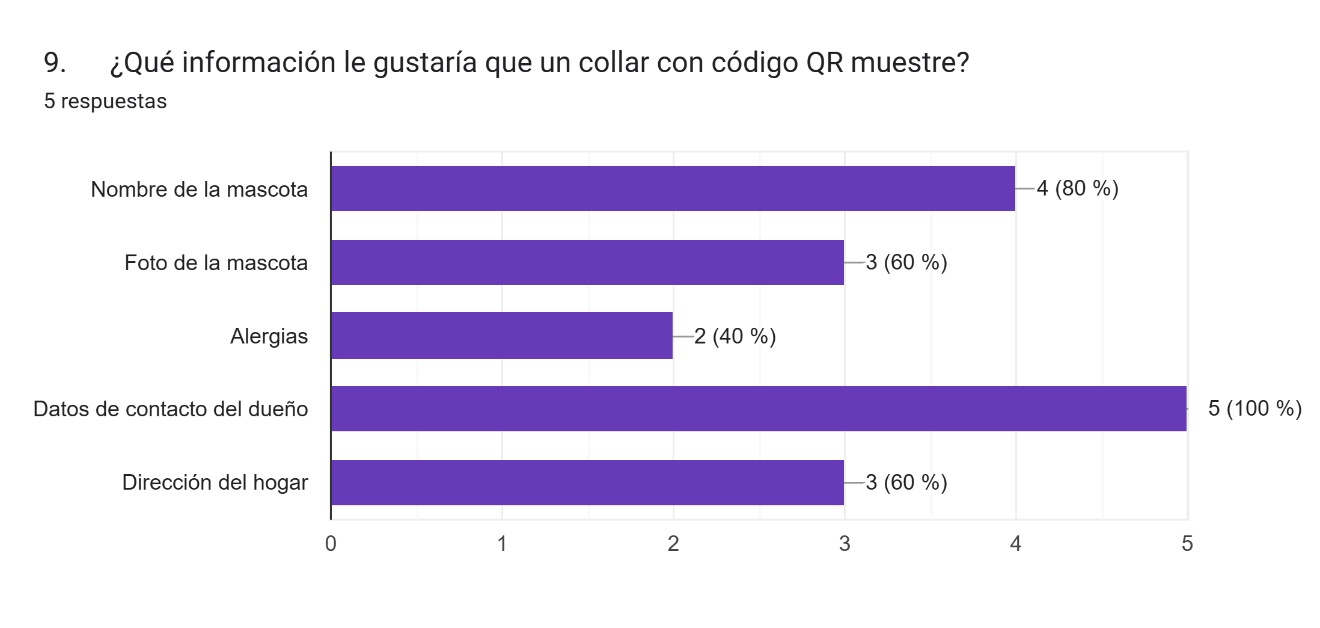 9. ¿Qué información le gustaría que un collar con código QR muestre?
5 respuestas
Nombre de la mascota 4 (80 %)
Foto de la mascota 3 (60 %)
Alergias 2 (40 %)
Datos de contacto del dueño 5 (100 %)
Dirección del hogar 3 (60 %)
0 1 2 3 4 5